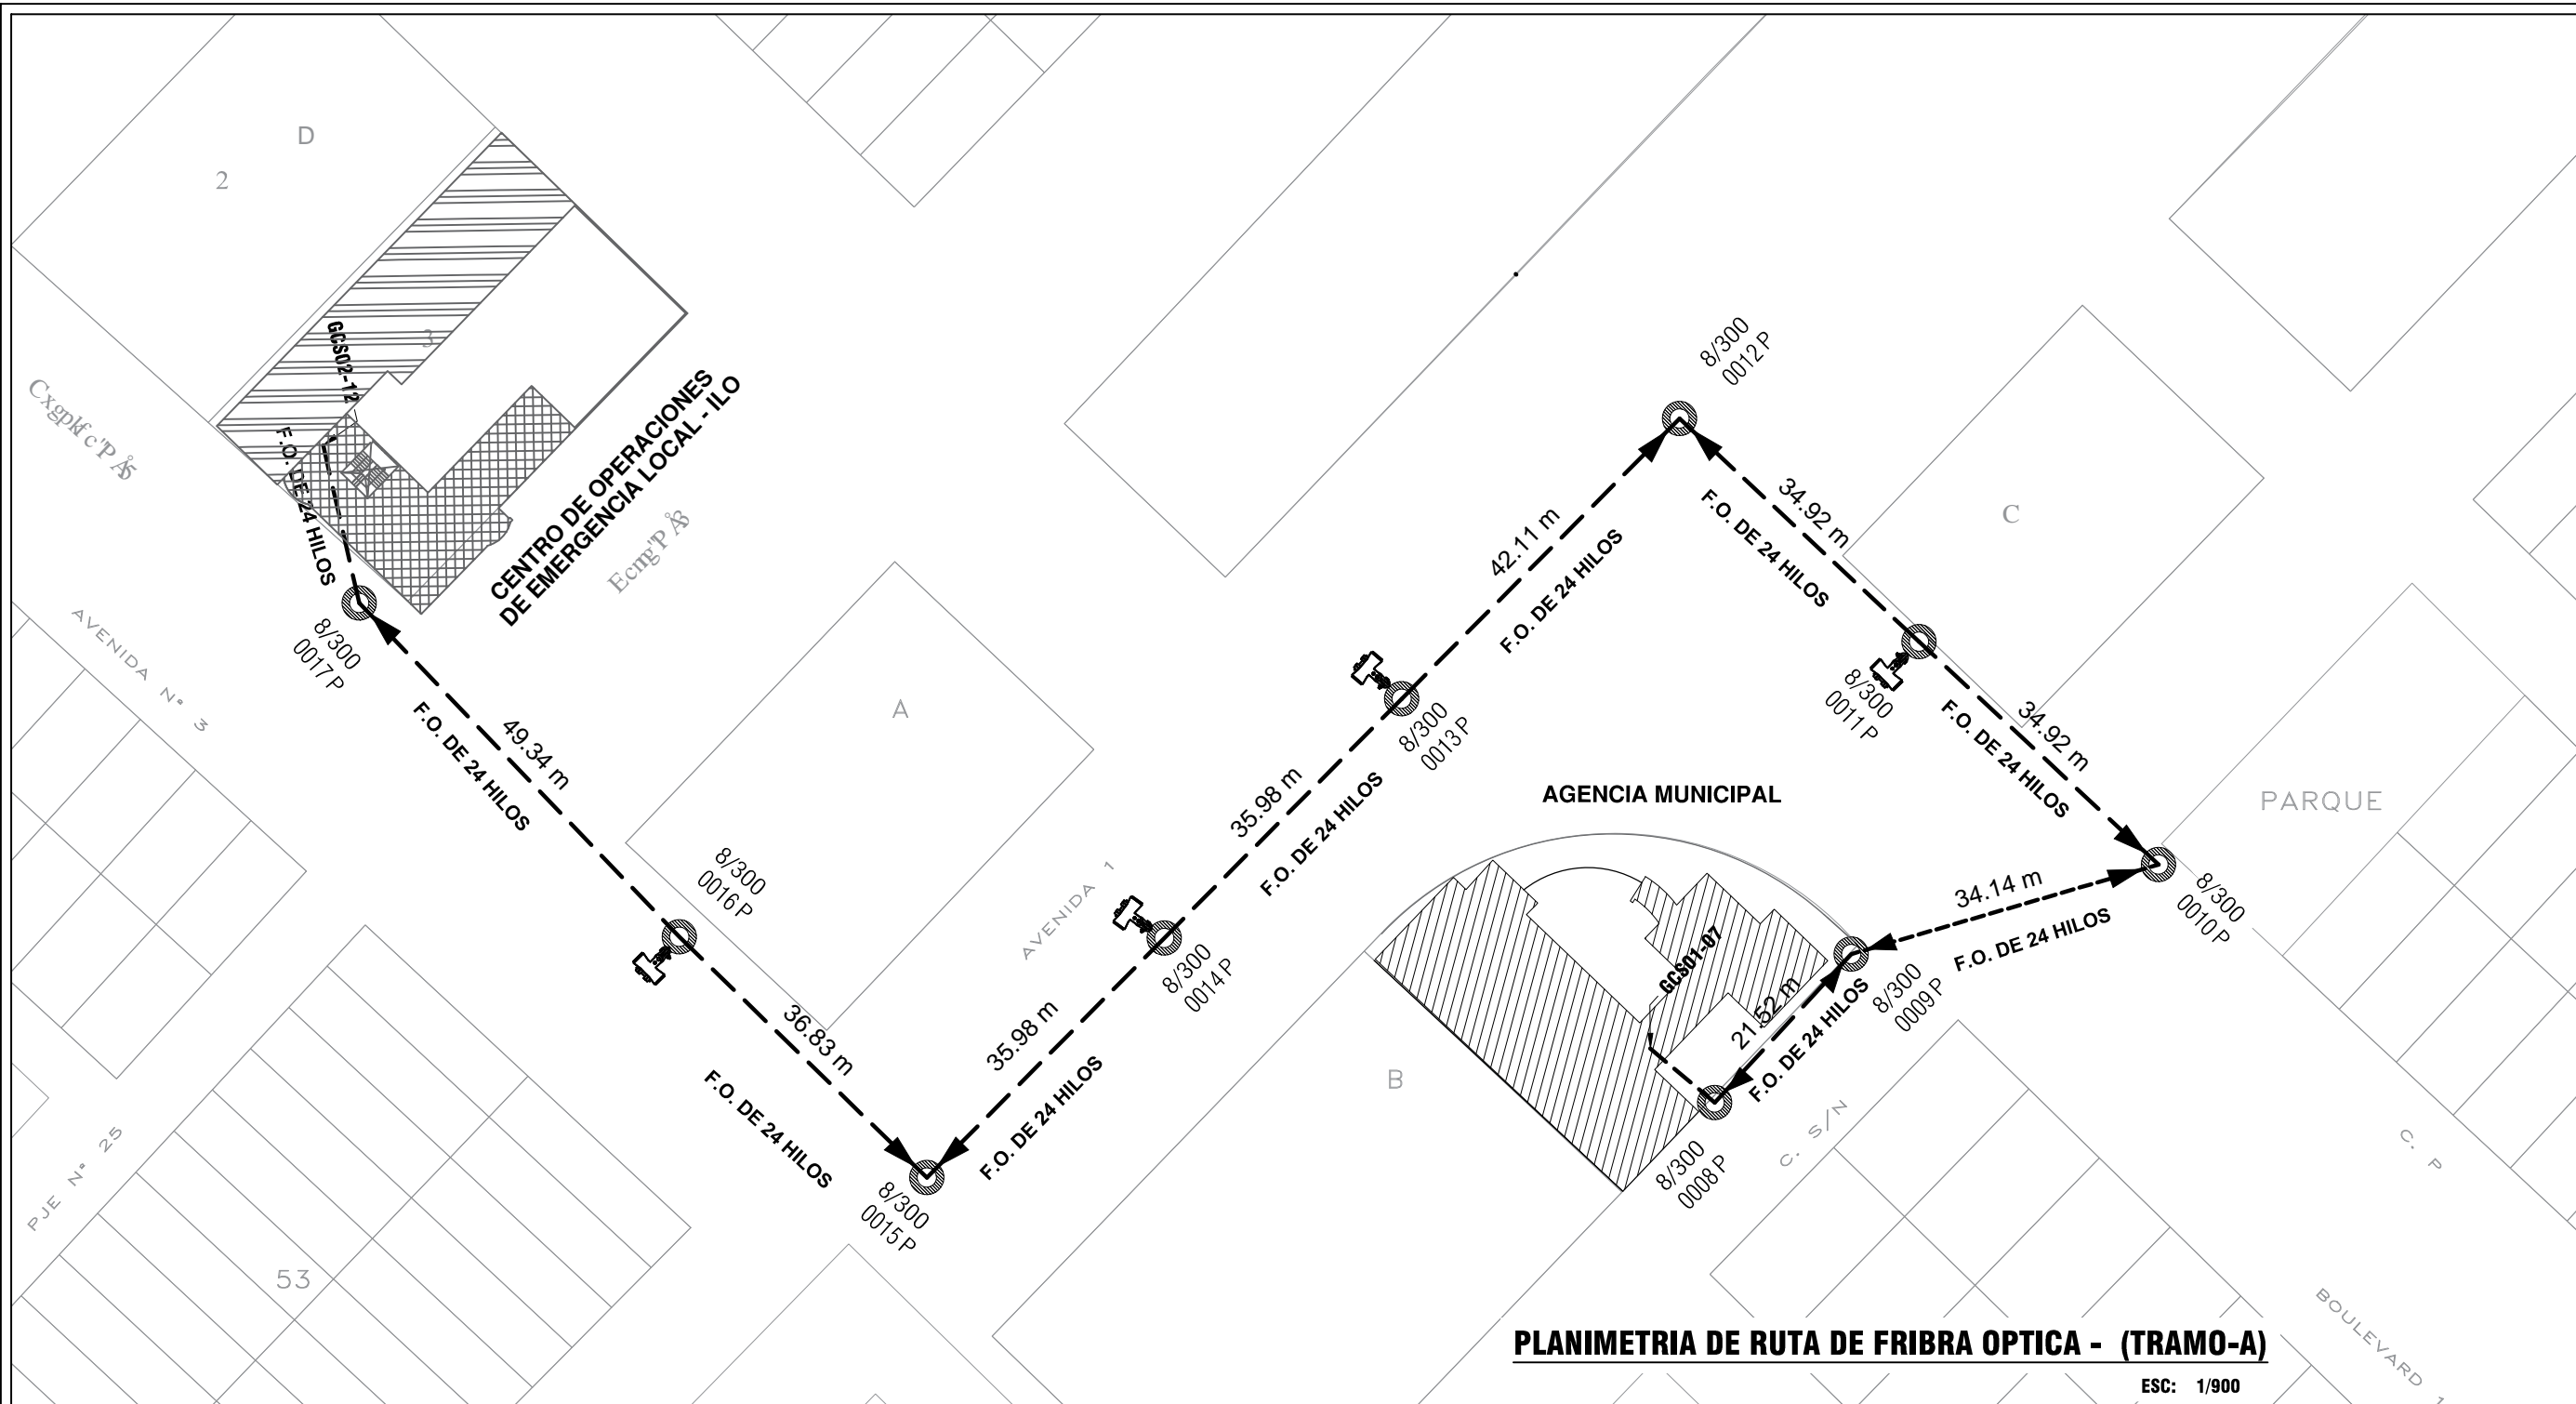 D
2
3
GCS02-12
F.O. DE 24 HILOS
Cxgpkfc"P Å5
CENTRO DE OPERACIONES
DE EMERGENCIA LOCAL - ILO
Ecnng"P Å3
8/300
0017 P
AVENIDA N° 3
49.34 m
F.O. DE 24 HILOS
A
8/300
0016 P
36.83 m
F.O. DE 24 HILOS
8/300
0015 P
35.98 m
F.O. DE 24 HILOS
AVENIDA 1
8/300
0014 P
35.98 m
F.O. DE 24 HILOS
8/300
0013 P
42.11 m
F.O. DE 24 HILOS
8/300
0012 P
34.92 m
F.O. DE 24 HILOS
C
8/300
0011 P
34.92 m
F.O. DE 24 HILOS
PARQUE
8/300
0010 P
34.14 m
F.O. DE 24 HILOS
AGENCIA MUNICIPAL
GCS01-07
8/300
0009 P
21.52 m
F.O. DE 24 HILOS
8/300
0008 P
B
C. S/N
C. P
PJE N° 25
53
BOULEVARD 1
PLANIMETRIA DE RUTA DE FRIBRA OPTICA - (TRAMO-A)
ESC: 1/900